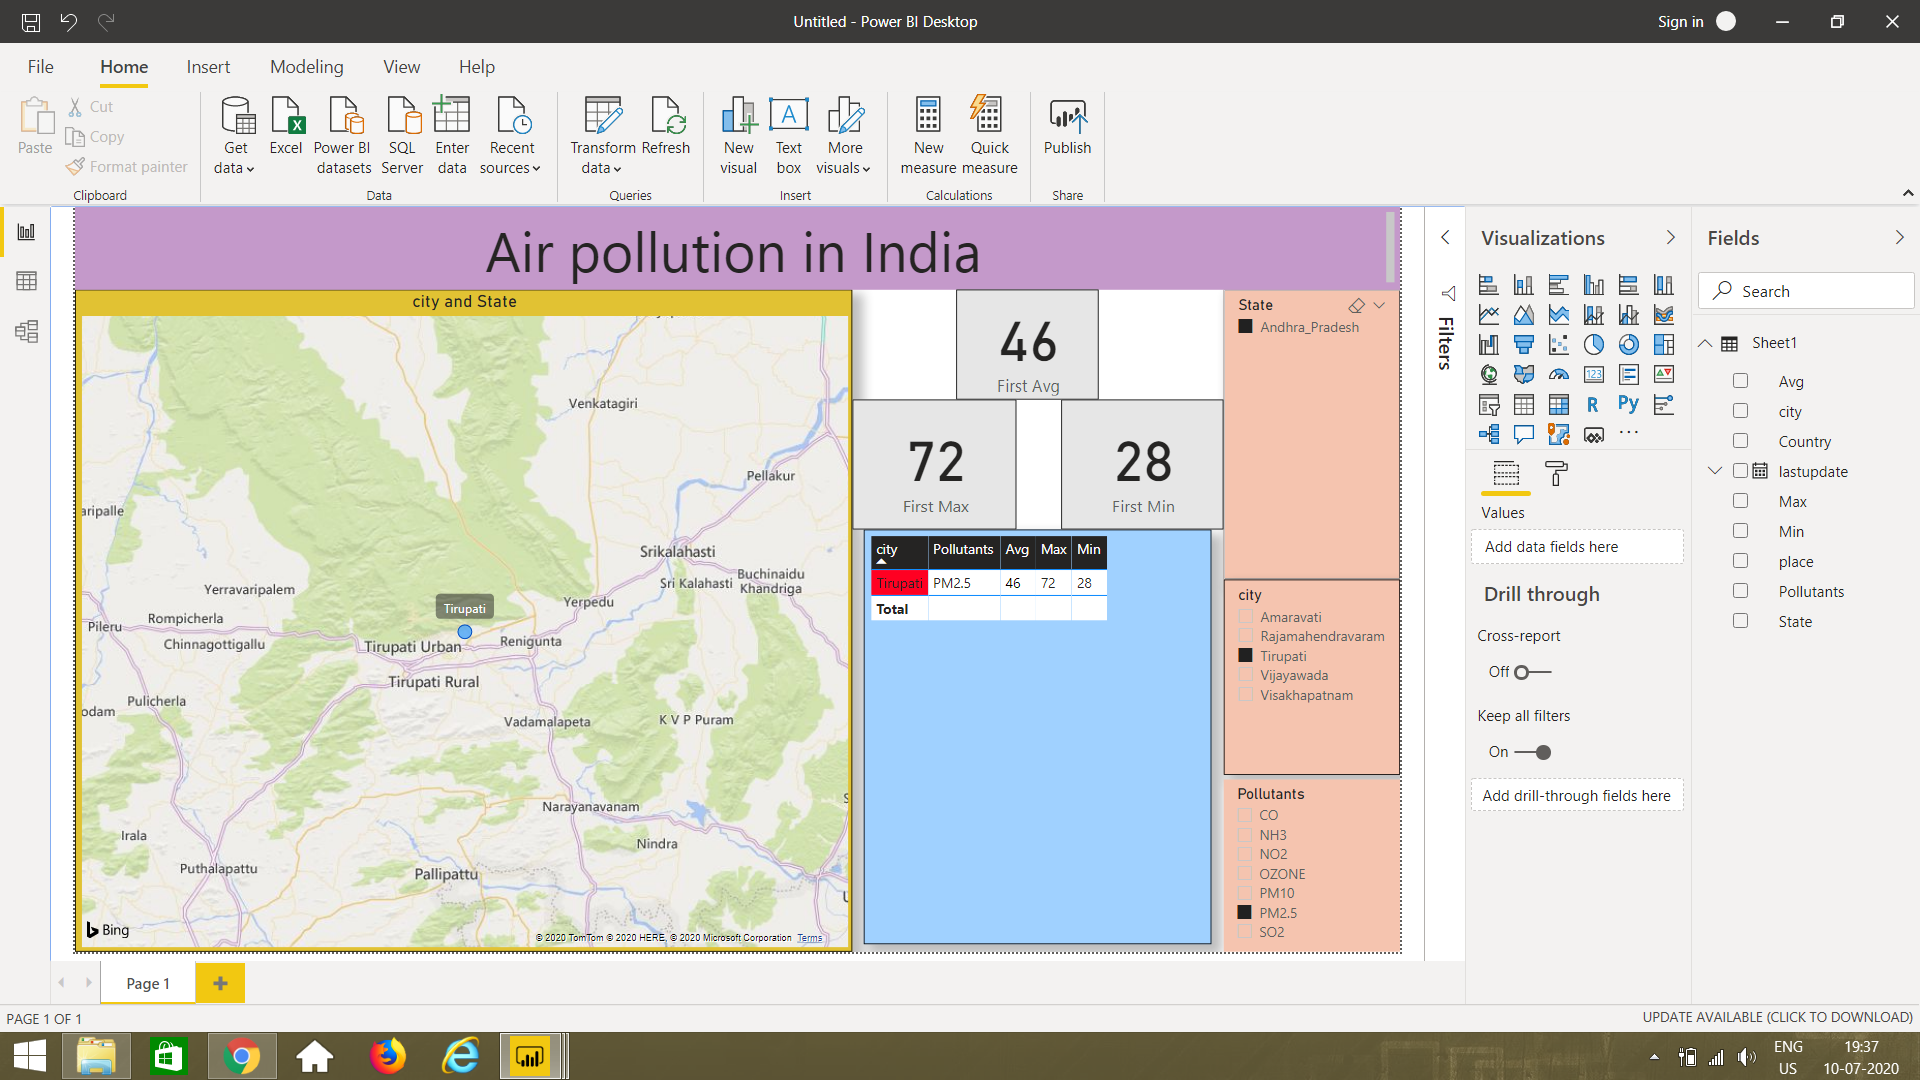 Untitled - Power BI Desktop
Sign in
File Home Insert Modeling View Help
Paste
Cut
Copy
Format painter
Clipboard
Get data
Excel
Power BI datasets
SQL Server
Enter data
Recent sources
Data
Transform data
Refresh
Queries
New visual
Text box
More visuals
Insert
New measure
Quick measure
Calculations
Publish
Share
Air pollution in India
city and State
Venkatagiri
Pellakur
aripalle
Srikalahasti
Sri Kalahasti
Buchinaidu Khandriga
Yerravaripalem
Yerpedu
Tirupati
Rompicherla
Pileru
Chinnagottigallu
Tirupati Urban
Renigunta
Tirupati Rural
Pulicherla
odam
Vadamalapeta
K V P Puram
Narayanavanam
S
Irala
Nindra
Puthalapattu
Pallipattu
U
Bing
© 2020 TomTom © 2020 HERE, © 2020 Microsoft Corporation Terms
46
First Avg
72
First Max
28
First Min
city Pollutants Avg Max Min
Tirupati PM2.5 46 72 28
Total
State
Andhra_Pradesh
city
Amaravati
Rajamahendravaram
Tirupati
Vijayawada
Visakhapatnam
Pollutants
CO
NH3
NO2
OZONE
PM10
PM2.5
SO2
Filters
Visualizations
123
R
Py
Values
Add data fields here
Drill through
Cross-report
Off
Keep all filters
On
Add drill-through fields here
Fields
Search
Sheet1
Avg
city
Country
lastupdate
Max
Min
place
Pollutants
State
Page 1
PAGE 1 OF 1
UPDATE AVAILABLE (CLICK TO DOWNLOAD)
ENG
US
19:37
10-07-2020